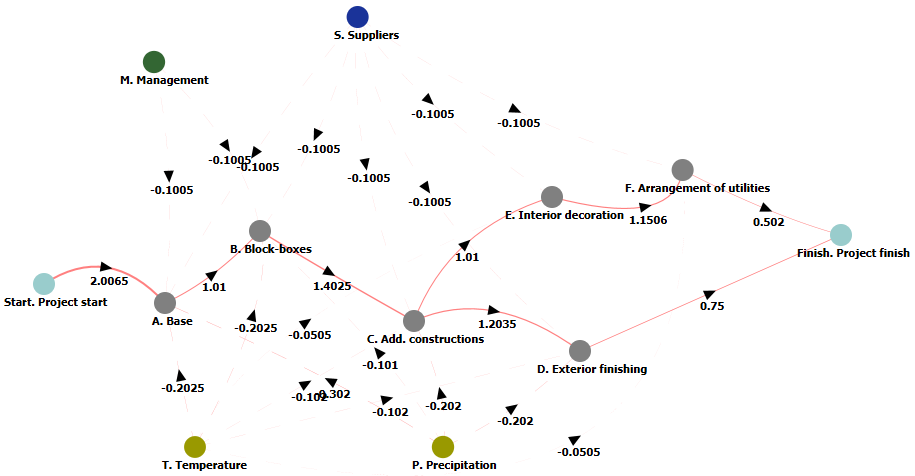 S. Suppliers
M. Management
-0.1005
-0.1005
-0.1005
-0.1005
-0.1005
-0.1005
-0.1005
-0.1005
-0.1005
F. Arrangement of utilities
E. Interior decoration
1.1506
0.502
B. Block-boxes
Finish. Project finish
1.01
2.0065
1.01
1.4025
Start. Project start
0.75
A. Base
1.2035
-0.2025
-0.0505
C. Add. constructions
-0.101
D. Exterior finishing
-0.2025
-0.102
0.302
-0.102
-0.202
-0.202
-0.0505
T. Temperature
P. Precipitation